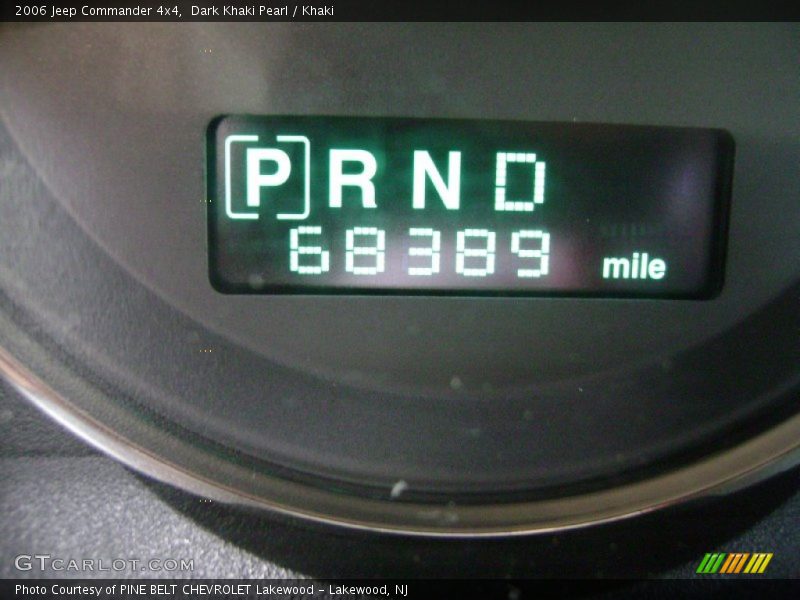 2006 Jeep Commander 4x4, Dark Khaki Pearl / Khaki
[P] R N D
68389 mile
GTCARLOT.COM
Photo Courtesy of PINE BELT CHEVROLET Lakewood - Lakewood, NJ